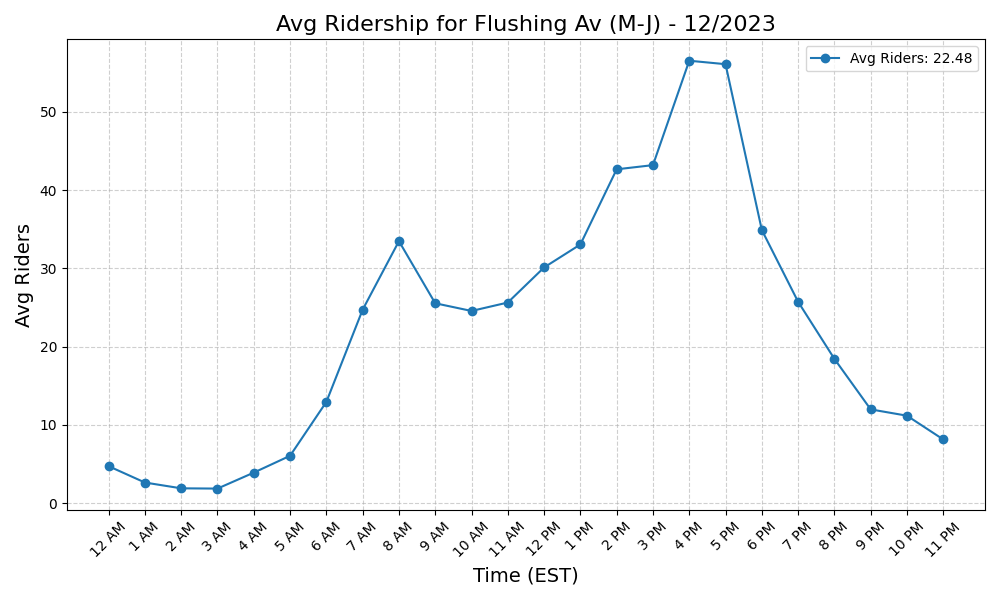 Avg Ridership for Flushing Av (M-J) - 12/2023
Avg Riders: 22.48
Avg Riders
50
40
30
20
10
0
12 AM
1 AM
2 AM
3 AM
4 AM
5 AM
6 AM
7 AM
8 AM
9 AM
10 AM
11 AM
12 PM
1 PM
2 PM
3 PM
4 PM
5 PM
6 PM
7 PM
8 PM
9 PM
10 PM
11 PM
Time (EST)